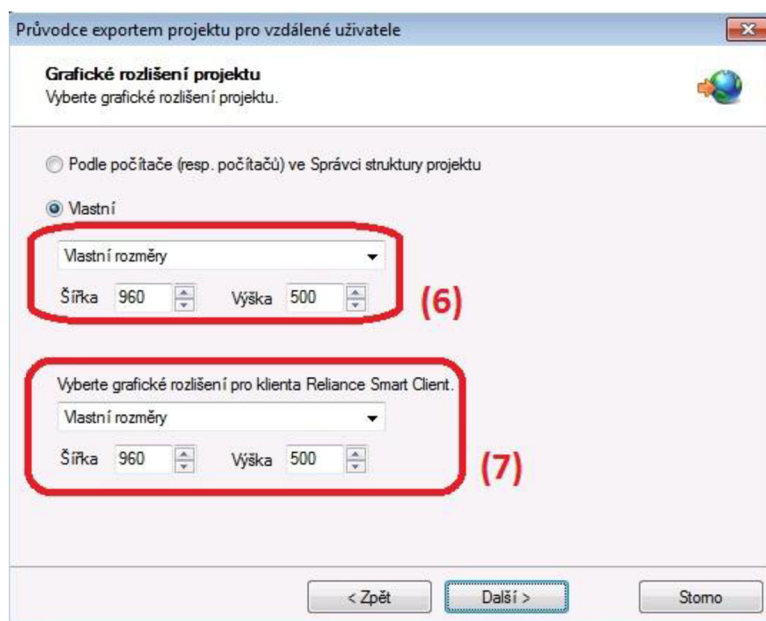 Průvodce exportem projektu pro vzdálené uživatele
Grafické rozlišení projektu
Vyberte grafické rozlišení projektu.
Podle počítače (resp. počítačů) ve Správci struktury projektu
Vlastní
Vlastní rozměry
Šířka 960 Výška 500
(6)
Vyberte grafické rozlišení pro klienta Reliance Smart Client.
Vlastní rozměry
Šířka 960 Výška 500
(7)
< Zpět Další > Storno